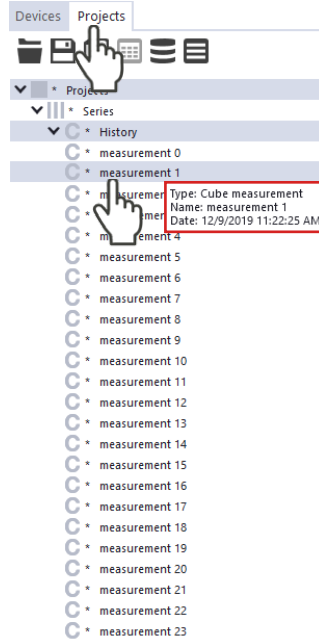 Devices Projects
* Projects
* Series
C * History
C * measurement 0
C * measurement 1
Type: Cube measurement
Name: measurement 1
Date: 12/9/2019 11:22:25 AM
C *
C *
C * measurement 4
C * measurement 5
C * measurement 6
C * measurement 7
C * measurement 8
C * measurement 9
C * measurement 10
C * measurement 11
C * measurement 12
C * measurement 13
C * measurement 14
C * measurement 15
C * measurement 16
C * measurement 17
C * measurement 18
C * measurement 19
C * measurement 20
C * measurement 21
C * measurement 22
C * measurement 23